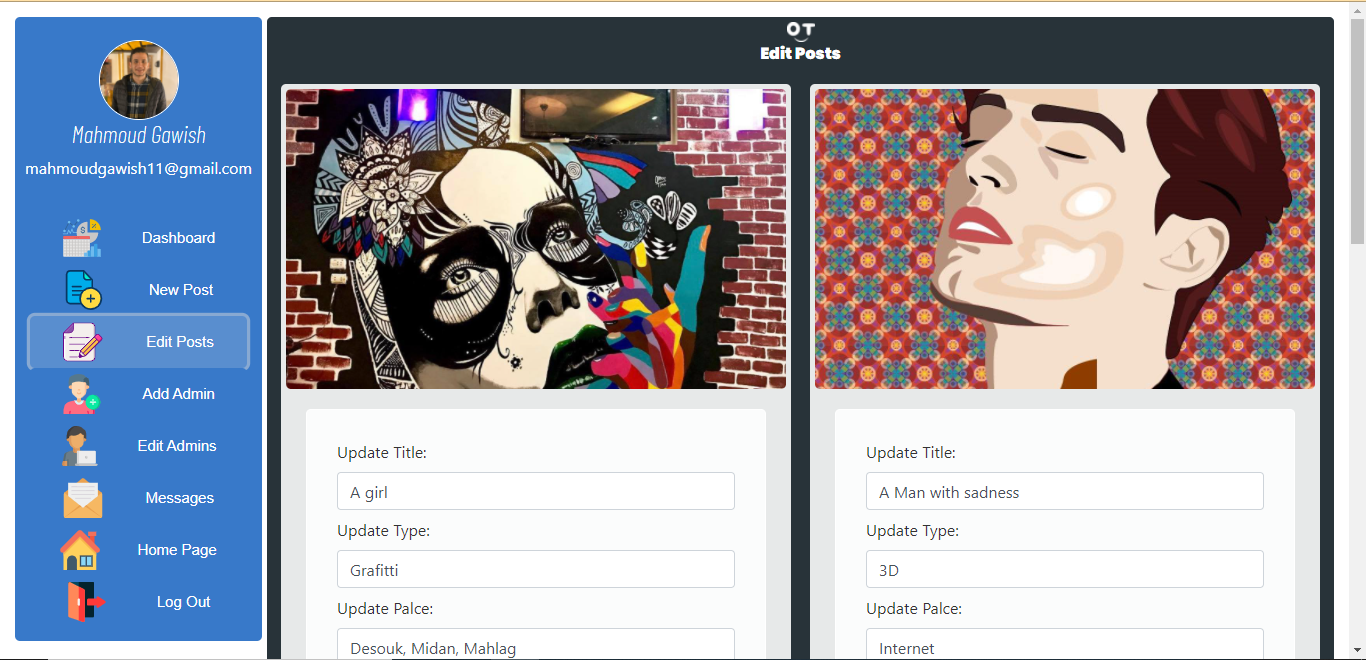 Mahmoud Gawish
mahmoudgawish11@gmail.com
Dashboard
New Post
Edit Posts
Add Admin
Edit Admins
Messages
Home Page
Log Out
OT
Edit Posts
Update Title:
A girl
Update Type:
Grafitti
Update Palce:
Desouk, Midan, Mahlag
Update Title:
A Man with sadness
Update Type:
3D
Update Palce:
Internet